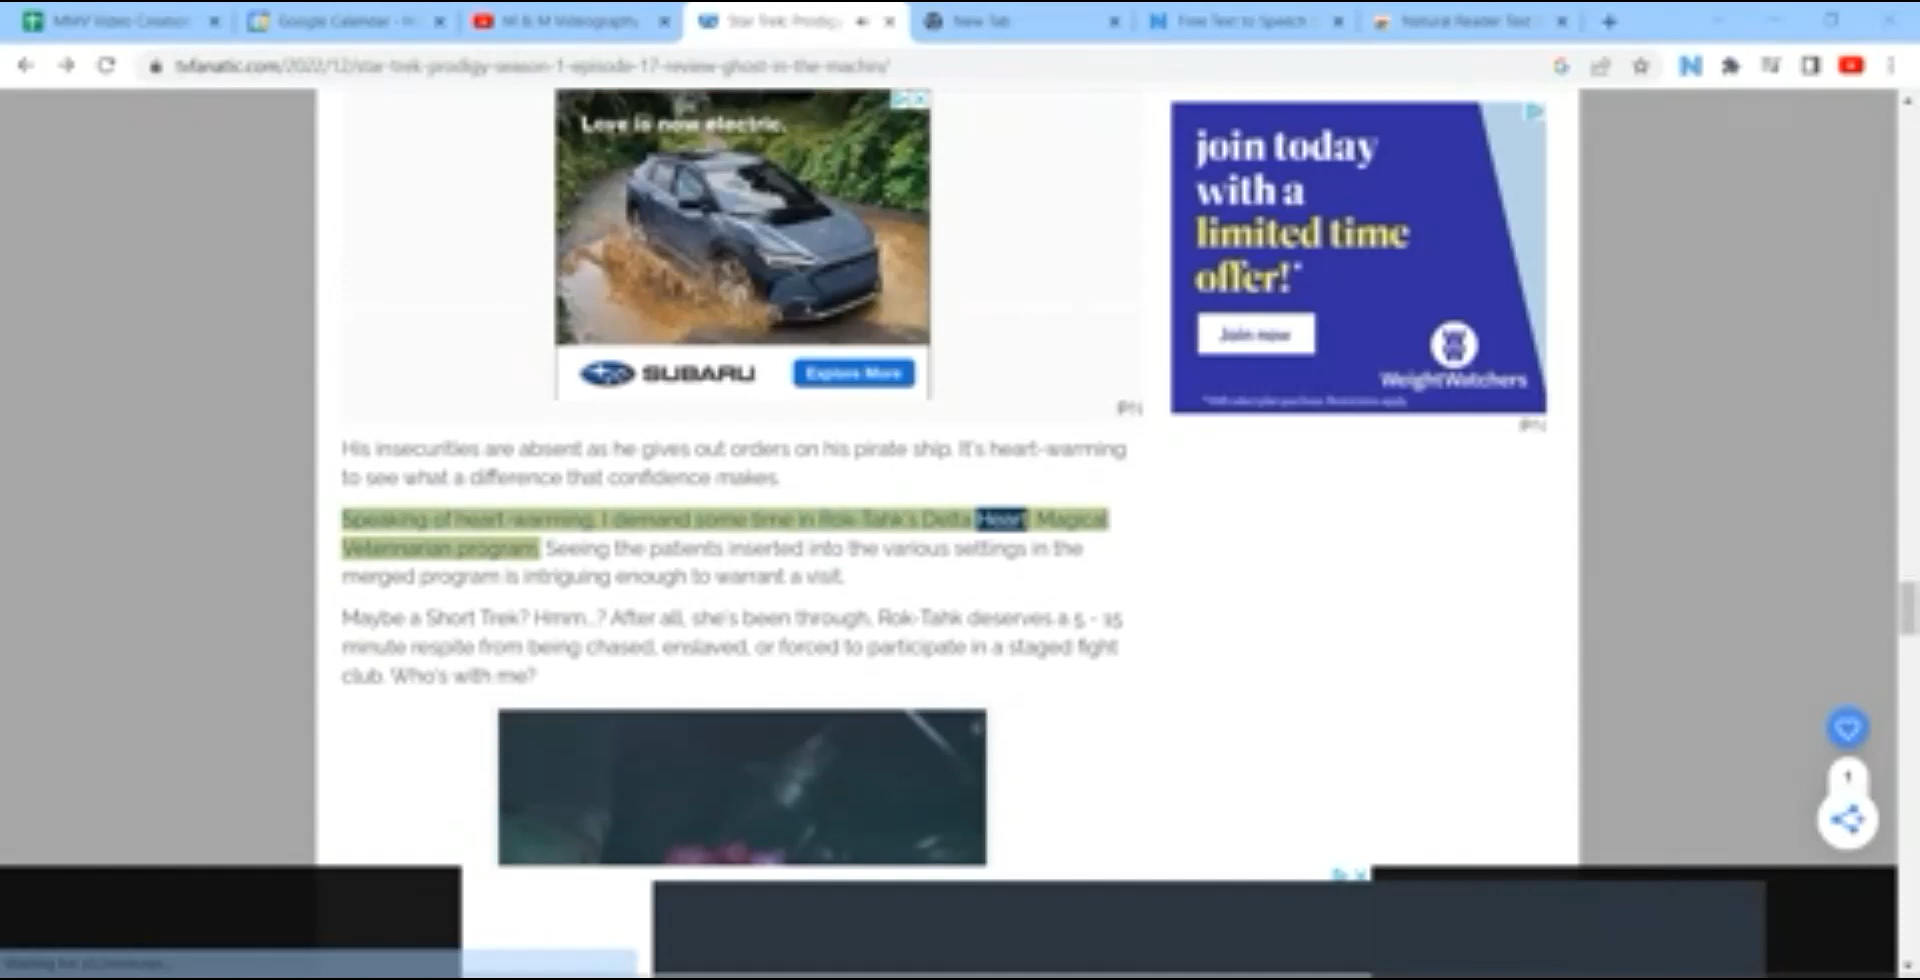 MMV Video Creation
Google Calendar
M & M Videography
Star Trek: Prodigy
New Tab
Free Text to Speech
Natural Reader Text
tvfanatic.com/2022/12/star-trek-prodigy-season-1-episode-17-review-ghost-in-the-machin/
Love is now electric.
SUBARU
Explore More
join today
with a
limited time
offer!*
Join now
WeightWatchers
His insecurities are absent as he gives out orders on his pirate ship. It's heart-warming
to see what a difference that confidence makes.
Speaking of heart-warming, I demand some time in Rok-Tahk's Delta Heart Magical
Veterinarian program. Seeing the patients inserted into the various settings in the
merged program is intriguing enough to warrant a visit.
Maybe a Short Trek? Hmm...? After all, she's been through, Rok-Tahk deserves a 5 - 15
minute respite from being chased, enslaved, or forced to participate in a staged fight
club. Who's with me?
1